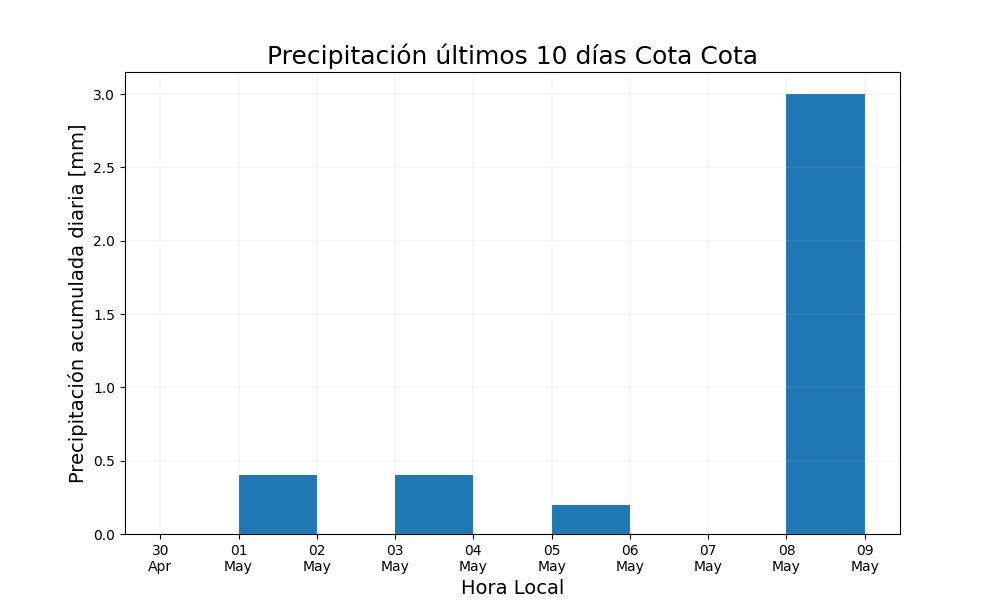 Precipitación últimos 10 días Cota Cota
Precipitación acumulada diaria [mm]
3.0
2.5
2.0
1.5
1.0
0.5
0.0
30 01 02 03 04 05 06 07 08 09
Apr May May May May May May May May May
Hora Local